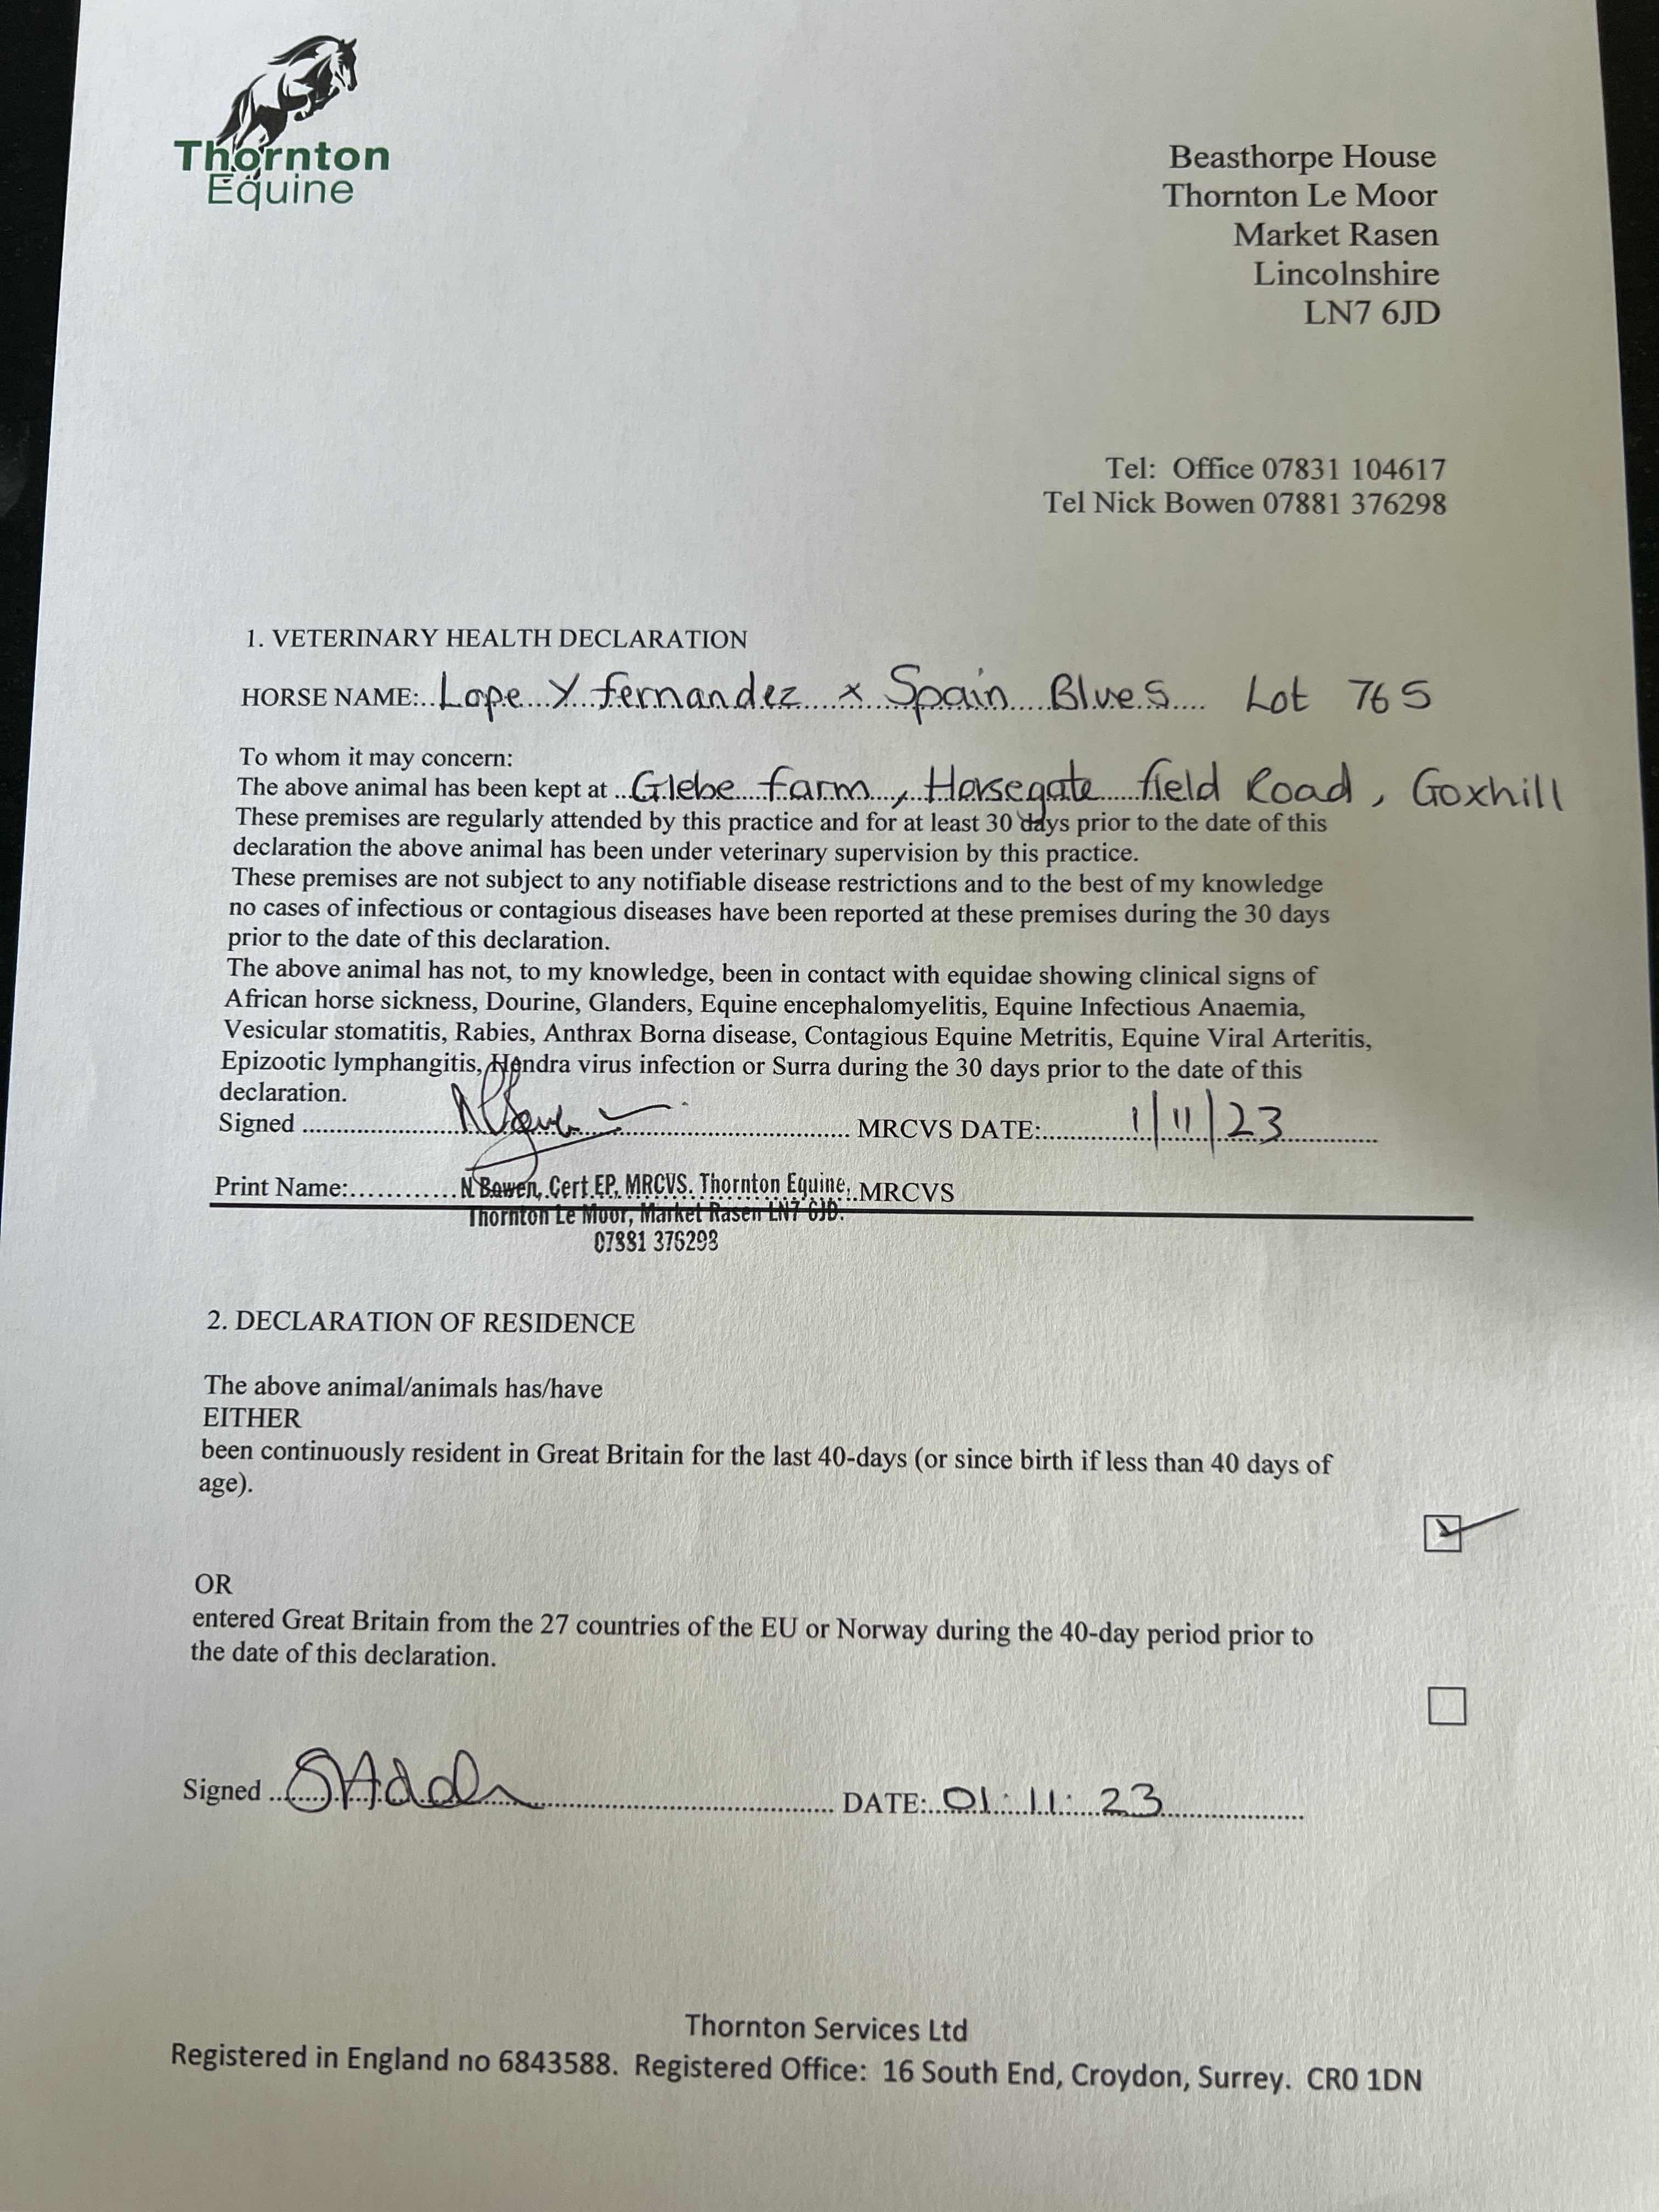 Thornton
Equine
Beasthorpe House
Thornton Le Moor
Market Rasen
Lincolnshire
LN7 6JD
Tel: Office 07831 104617
Tel Nick Bowen 07881 376298
1. VETERINARY HEALTH DECLARATION
HORSE NAME:..Lope...Y..fernandez...x...Spain...Blues.... Lot 765
To whom it may concern:
The above animal has been kept at ...Glebe....farm...,.Horsegate...field Road, Goxhill
These premises are regularly attended by this practice and for at least 30 days prior to the date of this
declaration the above animal has been under veterinary supervision by this practice.
These premises are not subject to any notifiable disease restrictions and to the best of my knowledge
no cases of infectious or contagious diseases have been reported at these premises during the 30 days
prior to the date of this declaration.
The above animal has not, to my knowledge, been in contact with equidae showing clinical signs of
African horse sickness, Dourine, Glanders, Equine encephalomyelitis, Equine Infectious Anaemia,
Vesicular stomatitis, Rabies, Anthrax Borna disease, Contagious Equine Metritis, Equine Viral Arteritis,
Epizootic lymphangitis, Hendra virus infection or Surra during the 30 days prior to the date of this
declaration.
Signed ........................ MRCVS DATE:..............1/11/23..............
Print Name:............N Bowen, Cert EP, MRCVS. Thornton Equine,..MRCVS
Thornton Le Moor, Market Rasen LN7 6JD.
07881 376298
2. DECLARATION OF RESIDENCE
The above animal/animals has/have
EITHER
been continuously resident in Great Britain for the last 40-days (or since birth if less than 40 days of
age).
OR
entered Great Britain from the 27 countries of the EU or Norway during the 40-day period prior to
the date of this declaration.
Signed ........................ DATE:..01:11:23....................
Thornton Services Ltd
Registered in England no 6843588. Registered Office: 16 South End, Croydon, Surrey. CR0 1DN